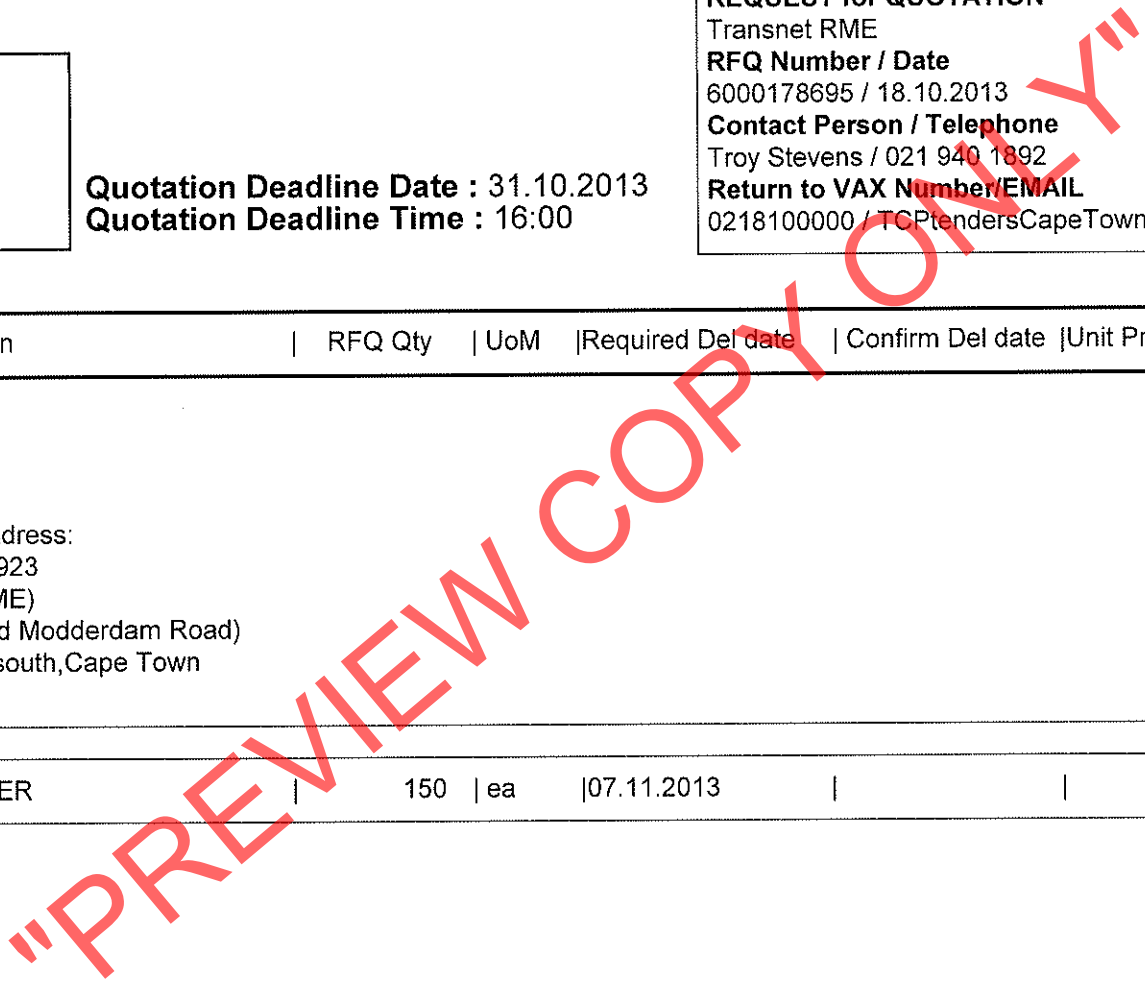 REQUEST for QUOTATION
Transnet RME
RFQ Number / Date
6000178695 / 18.10.2013
Contact Person / Telephone
Troy Stevens / 021 940 1892
Return to VAX Number/EMAIL
0218100000 / TCPtendersCapeTown
Quotation Deadline Date : 31.10.2013
Quotation Deadline Time : 16:00
n | RFQ Qty | UoM |Required Del date | Confirm Del date |Unit Pr
dress:
923
ME)
d Modderdam Road)
south,Cape Town
ER | 150 | ea |07.11.2013 | |
"PREVIEW COPY ONLY"